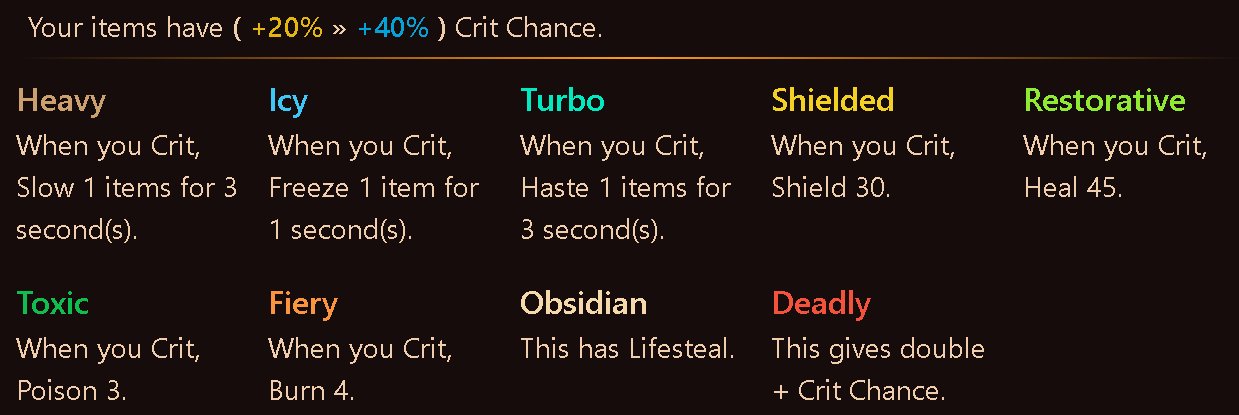 Your items have ( +20% » +40% ) Crit Chance.
Heavy
When you Crit,
Slow 1 items for 3
second(s).
Icy
When you Crit,
Freeze 1 item for
1 second(s).
Turbo
When you Crit,
Haste 1 items for
3 second(s).
Shielded
When you Crit,
Shield 30.
Restorative
When you Crit,
Heal 45.
Toxic
When you Crit,
Poison 3.
Fiery
When you Crit,
Burn 4.
Obsidian
This has Lifesteal.
Deadly
This gives double
+ Crit Chance.